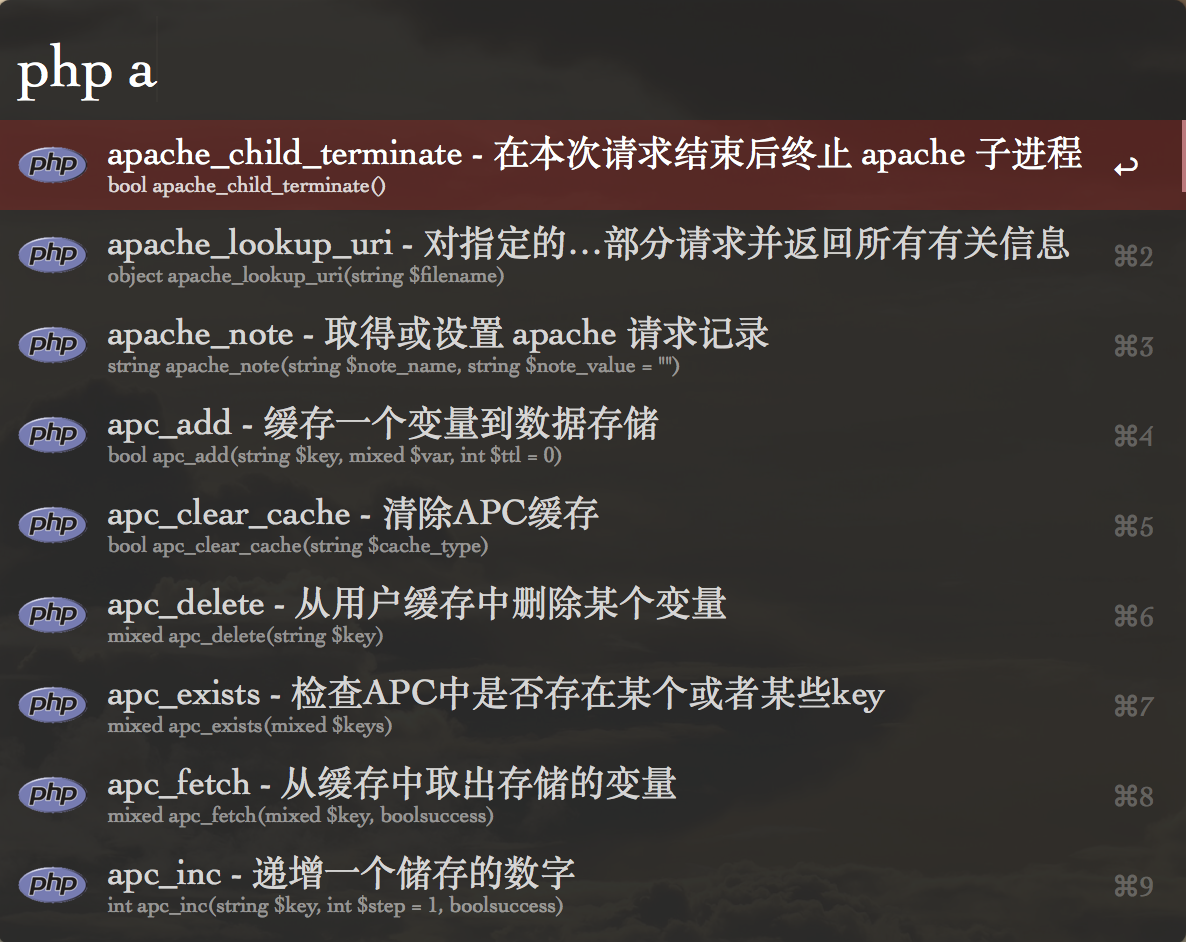 php a
php apache_child_terminate - 在本次请求结束后终止 apache 子进程
bool apache_child_terminate()
php apache_lookup_uri - 对指定的...部分请求并返回所有有关信息 ⌘2
object apache_lookup_uri(string $filename)
php apache_note - 取得或设置 apache 请求记录 ⌘3
string apache_note(string $note_name, string $note_value = "")
php apc_add - 缓存一个变量到数据存储 ⌘4
bool apc_add(string $key, mixed $var, int $ttl = 0)
php apc_clear_cache - 清除APC缓存 ⌘5
bool apc_clear_cache(string $cache_type)
php apc_delete - 从用户缓存中删除某个变量 ⌘6
mixed apc_delete(string $key)
php apc_exists - 检查APC中是否存在某个或者某些key ⌘7
mixed apc_exists(mixed $keys)
php apc_fetch - 从缓存中取出存储的变量 ⌘8
mixed apc_fetch(mixed $key, boolsuccess)
php apc_inc - 递增一个储存的数字 ⌘9
int apc_inc(string $key, int $step = 1, boolsuccess)